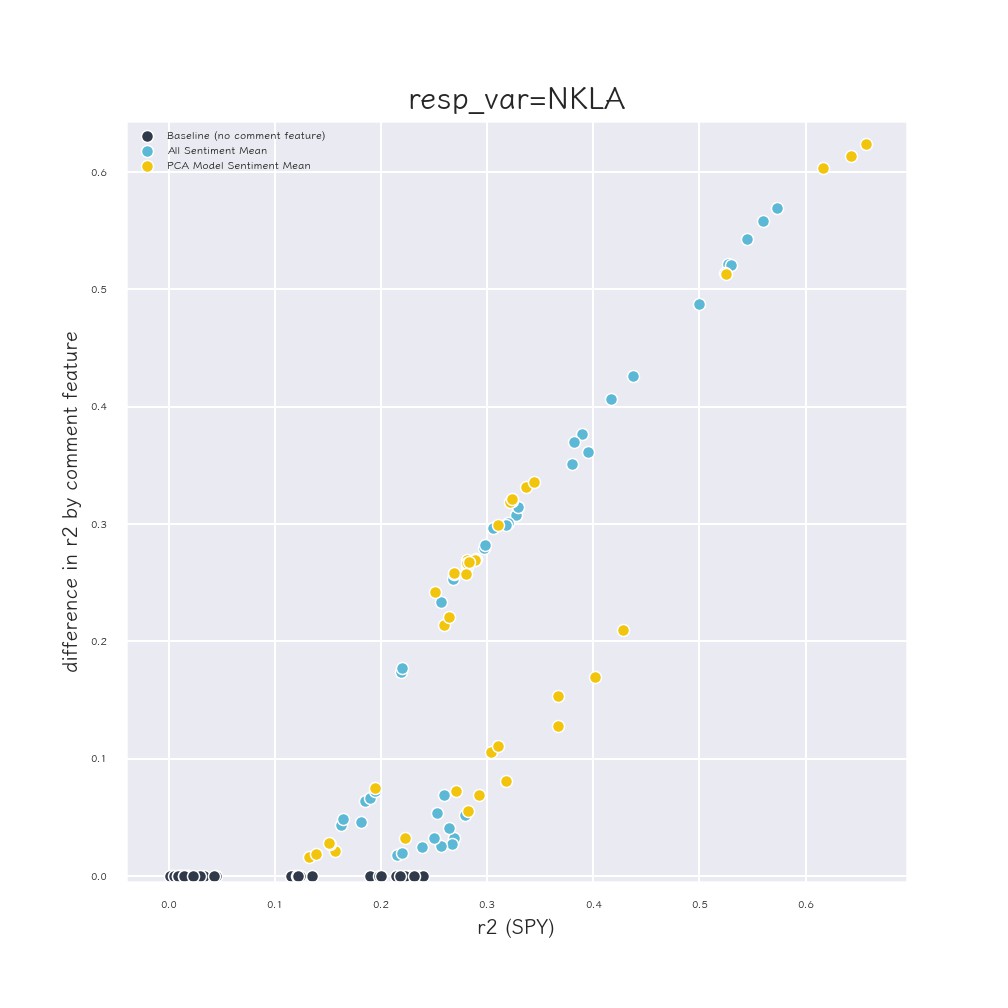 resp_var=NKLA
Baseline (no comment feature)
All Sentiment Mean
PCA Model Sentiment Mean
difference in r2 by comment feature
0.6
0.5
0.4
0.3
0.2
0.1
0.0
0.0 0.1 0.2 0.3 0.4 0.5 0.6
r2 (SPY)